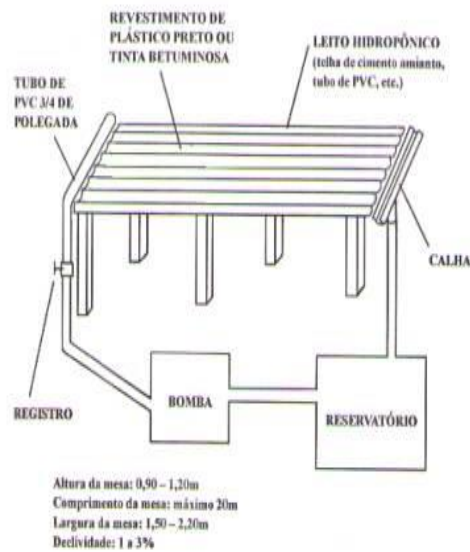 REVESTIMENTO DE
PLÁSTICO PRETO OU
TINTA BETUMINOSA
LEITO HIDROPÔNICO
(telha de cimento amianto,
tubo de PVC, etc.)
TUBO DE
PVC 3/4 DE
POLEGADA
CALHA
REGISTRO
BOMBA
RESERVATÓRIO
Altura da mesa: 0,90 – 1,20m
Comprimento da mesa: máximo 20m
Largura da mesa: 1,50 – 2,20m
Declividade: 1 a 3%